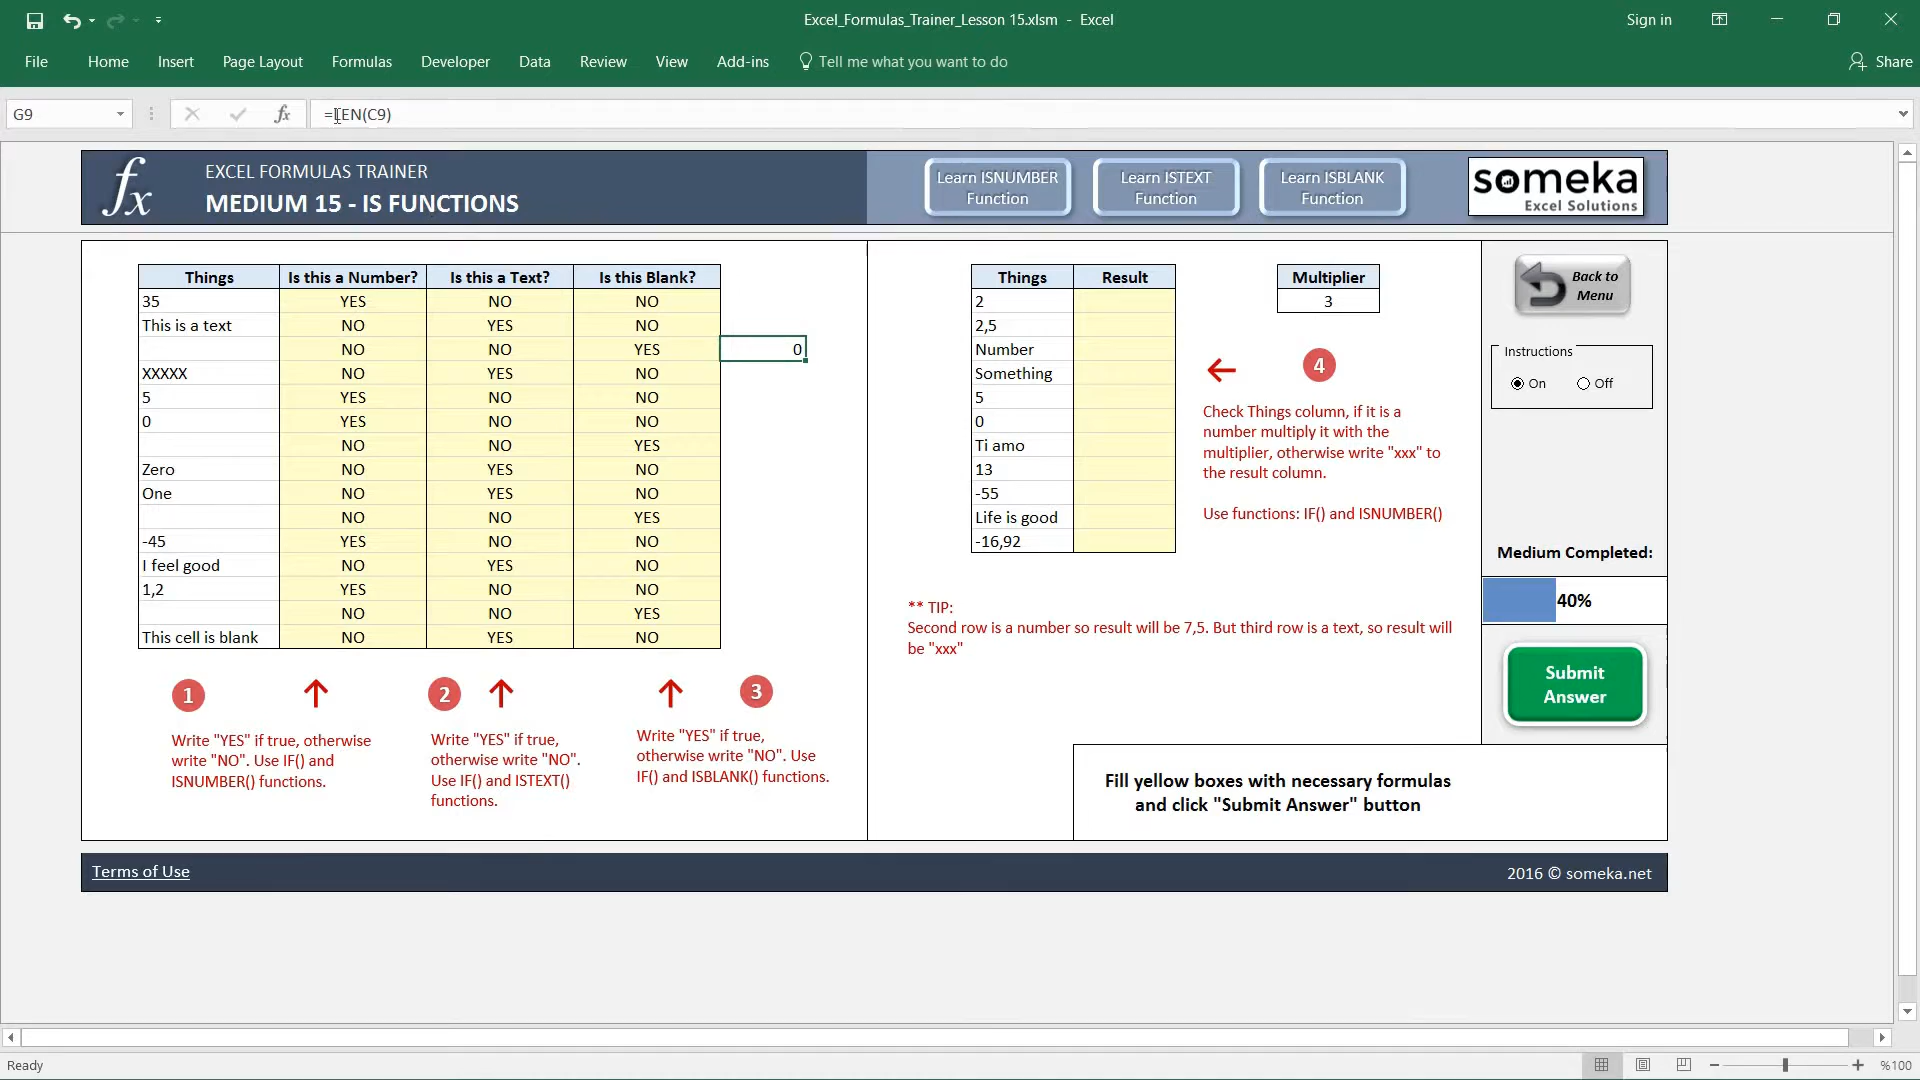 Excel_Formulas_Trainer_Lesson 15.xlsm - Excel
Sign in
File Home Insert Page Layout Formulas Developer Data Review View Add-ins Tell me what you want to do Share
G9 fx =LEN(C9)
fx
EXCEL FORMULAS TRAINER
MEDIUM 15 - IS FUNCTIONS
Learn ISNUMBER
Function
Learn ISTEXT
Function
Learn ISBLANK
Function
someka
Excel Solutions
Things Is this a Number? Is this a Text? Is this Blank?
35 YES NO NO
This is a text NO YES NO
NO NO YES 0
XXXXX NO YES NO
5 YES NO NO
0 YES NO NO
NO NO YES
Zero NO YES NO
One NO YES NO
NO NO YES
-45 YES NO NO
I feel good NO YES NO
1,2 YES NO NO
NO NO YES
This cell is blank NO YES NO
1
Write "YES" if true, otherwise
write "NO". Use IF() and
ISNUMBER() functions.
2
Write "YES" if true,
otherwise write "NO".
Use IF() and ISTEXT()
functions.
3
Write "YES" if true,
otherwise write "NO". Use
IF() and ISBLANK() functions.
Things Result
2
2,5
Number
Something
5
0
Ti amo
13
-55
Life is good
-16,92
Multiplier
3
4
Check Things column, if it is a
number multiply it with the
multiplier, otherwise write "xxx" to
the result column.
Use functions: IF() and ISNUMBER()
** TIP:
Second row is a number so result will be 7,5. But third row is a text, so result will
be "xxx"
Back to
Menu
Instructions
On Off
Medium Completed:
40%
Submit
Answer
Fill yellow boxes with necessary formulas
and click "Submit Answer" button
Terms of Use
2016 © someka.net
Ready
%100